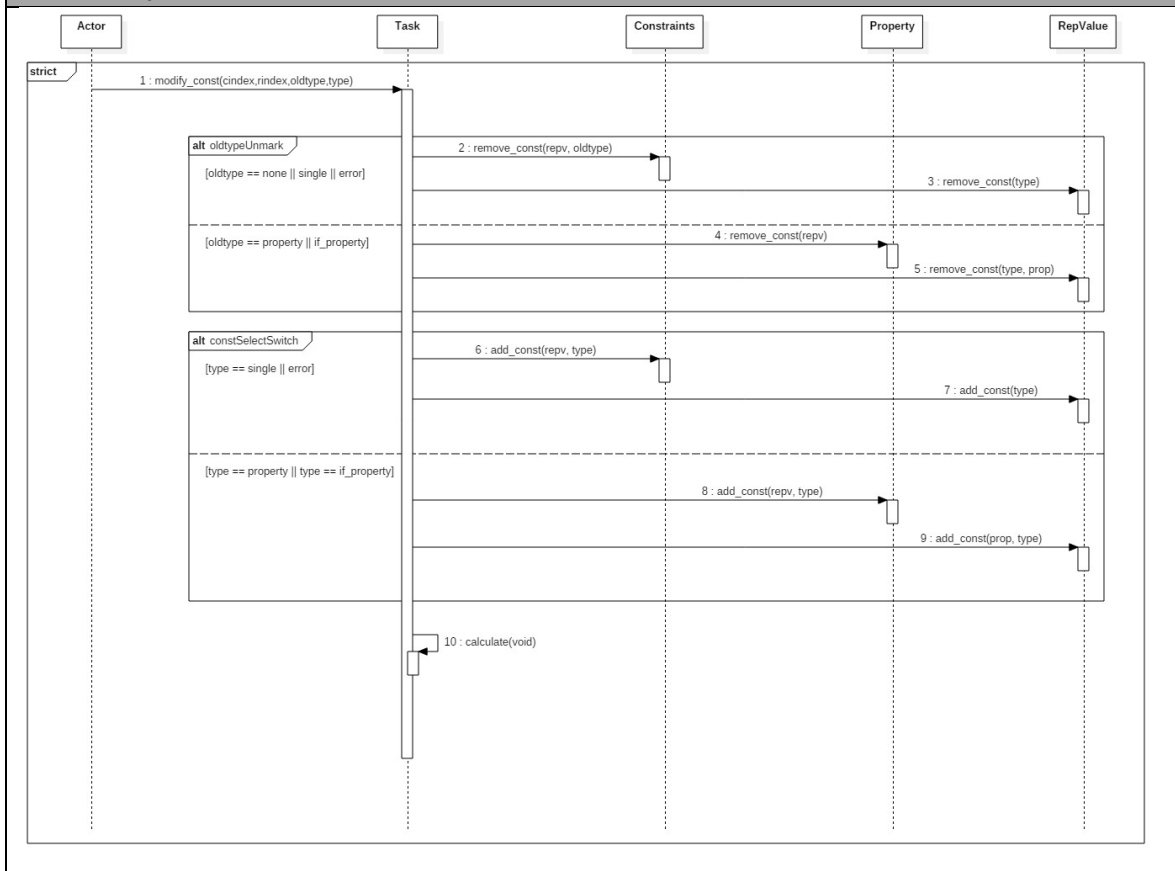 Actor
Task
Constraints
Property
RepValue
strict
1 : modify_const(cindex,rindex,oldtype,type)
alt oldtypeUnmark
2 : remove_const(repv, oldtype)
[oldtype == none || single || error]
3 : remove_const(type)
[oldtype == property || if_property]
4 : remove_const(repv)
5 : remove_const(type, prop)
alt constSelectSwitch
6 : add_const(repv, type)
[type == single || error]
7 : add_const(type)
[type == property || type == if_property]
8 : add_const(repv, type)
9 : add_const(prop, type)
10 : calculate(void)